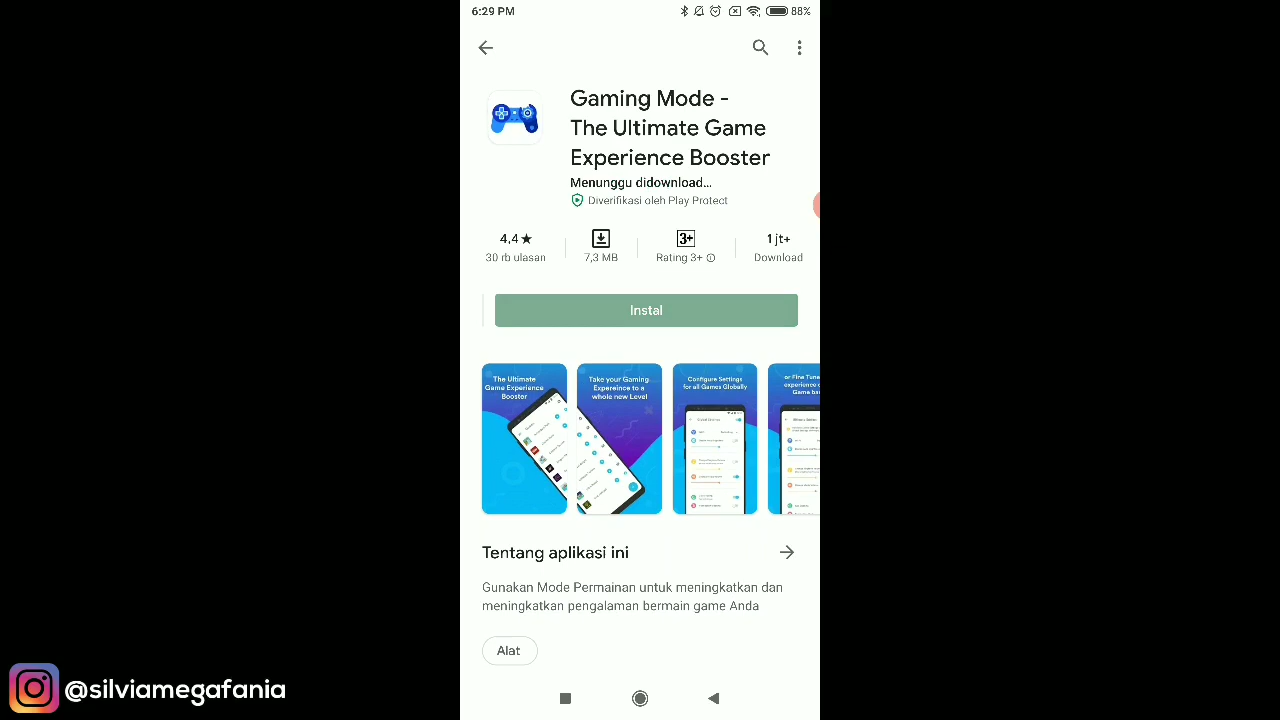 6:29 PM
88%
Gaming Mode -
The Ultimate Game
Experience Booster
Menunggu didownload...
Diverifikasi oleh Play Protect
4,4★
30 rb ulasan
7,3 MB
3+
Rating 3+
1 jt+
Download
Instal
The Ultimate
Game Experience
Booster
Take your Gaming
Expereince to a
whole new Level
Configure Settings
for all Games Globally
or Fine Tune
experience
Game
Tentang aplikasi ini
Gunakan Mode Permainan untuk meningkatkan dan
meningkatkan pengalaman bermain game Anda
Alat
@silviamegafania